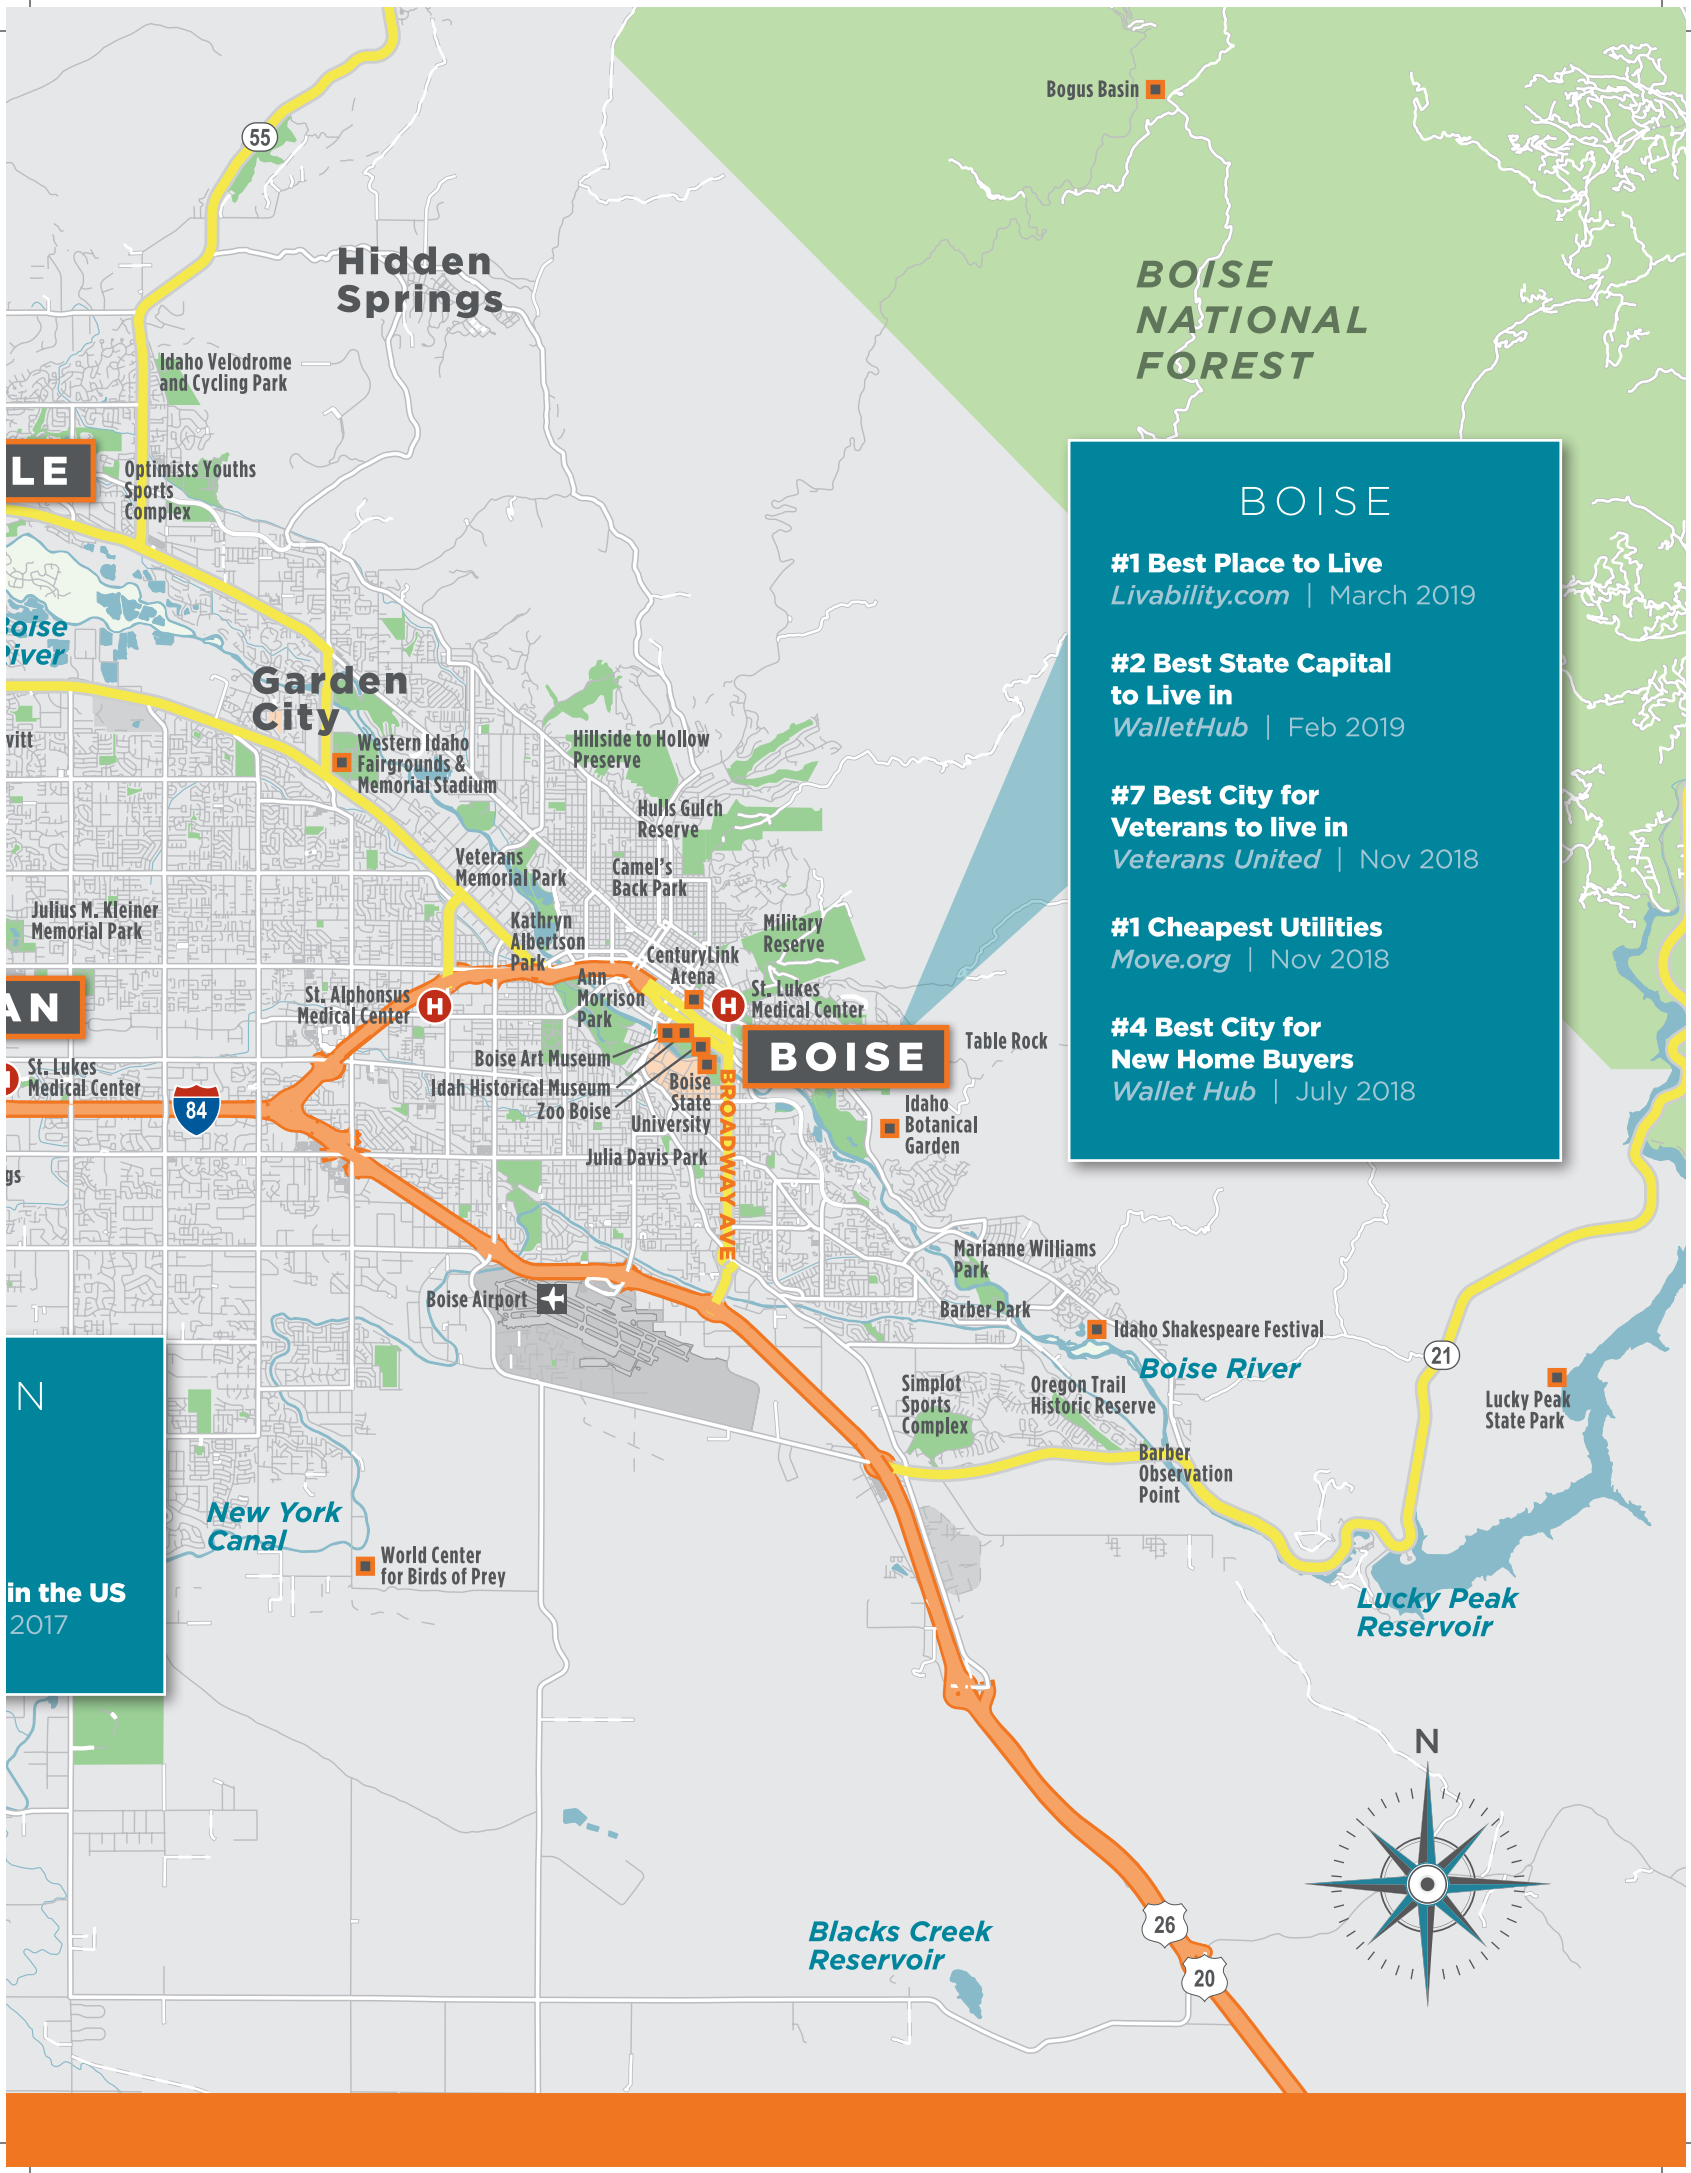 Bogus Basin
55
Hidden
Springs
BOISE
NATIONAL
FOREST
Idaho Velodrome
and Cycling Park
LE
Optimists Youths
Sports
Complex
BOISE
#1 Best Place to Live
Livability.com | March 2019
#2 Best State Capital
to Live in
WalletHub | Feb 2019
#7 Best City for
Veterans to live in
Veterans United | Nov 2018
#1 Cheapest Utilities
Move.org | Nov 2018
#4 Best City for
New Home Buyers
Wallet Hub | July 2018
oise
iver
Garden
City
vitt
Western Idaho
Fairgrounds &
Memorial Stadium
Hillside to Hollow
Preserve
Hulls Gulch
Reserve
Veterans
Memorial Park
Camel's
Back Park
Julius M. Kleiner
Memorial Park
Kathryn
Albertson
Park
Military
Reserve
CenturyLink
Arena
Ann
Morrison
Park
AN
St. Alphonsus
Medical Center
H
H
St. Lukes
Medical Center
BOISE
Table Rock
Boise Art Museum
Idah Historical Museum
Zoo Boise
Boise
State
University
Julia Davis Park
BROADWAY AVE
Idaho
Botanical
Garden
St. Lukes
Medical Center
84
gs
Marianne Williams
Park
Boise Airport
Barber Park
Idaho Shakespeare Festival
Boise River
21
Lucky Peak
State Park
Simplot
Sports
Complex
Oregon Trail
Historic Reserve
Barber
Observation
Point
N
in the US
2017
New York
Canal
World Center
for Birds of Prey
Lucky Peak
Reservoir
N
26
20
Blacks Creek
Reservoir